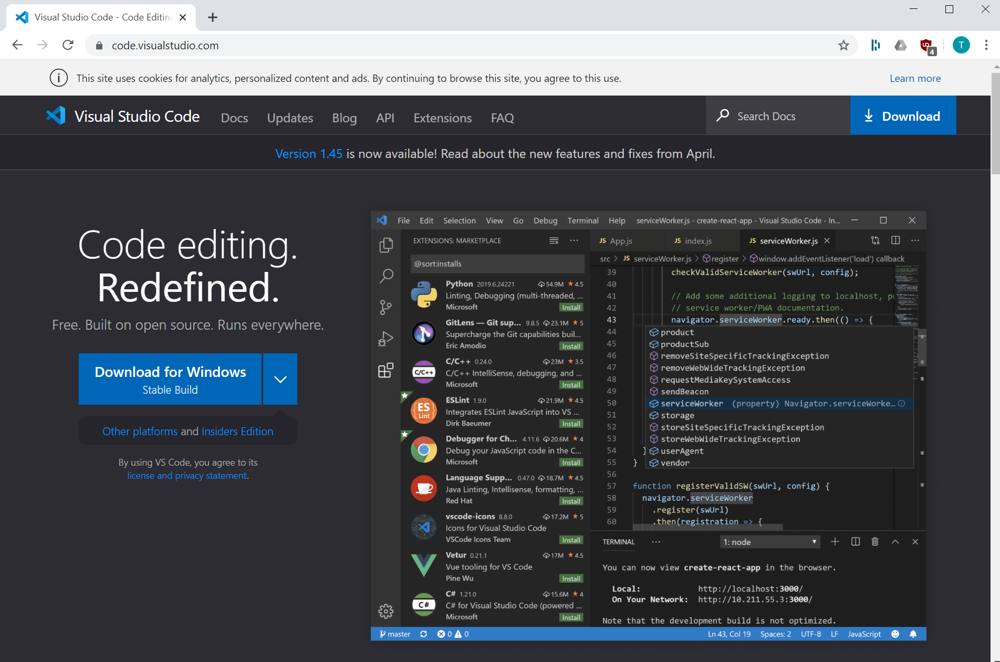 Visual Studio Code - Code Editin
code.visualstudio.com
4
T
This site uses cookies for analytics, personalized content and ads. By continuing to browse this site, you agree to this use.
Learn more
Visual Studio Code
Docs
Updates
Blog
API
Extensions
FAQ
Search Docs
Download
Version 1.45 is now available! Read about the new features and fixes from April.
Code editing.
Redefined.
Free. Built on open source. Runs everywhere.
Download for Windows
Stable Build
Other platforms and Insiders Edition
By using VS Code, you agree to its
license and privacy statement.
File Edit Selection View Go Debug Terminal Help serviceWorker.js - create-react-app - Visual Studio Code - In...
EXTENSIONS: MARKETPLACE
@sort:installs
Python 2019.6.24221 54.9M ★ 4.5
Linting, Debugging (multi-threaded, ...
Microsoft Install
GitLens — Git sup... 9.8.5 23.1M ★ 5
Supercharge the Git capabilities buil...
Eric Amodio Install
C/C++
C/C++ 0.24.0 23M ★ 3.5
C/C++ IntelliSense, debugging, and ...
Microsoft Install
ES
Lint
ESLint 1.9.0 21.9M ★ 4.5
Integrates ESLint JavaScript into VS ...
Dirk Baeumer Install
Debugger for Ch... 4.11.6 20.6M ★ 4
Debug your JavaScript code in the C...
Microsoft Install
Language Supp... 0.47.0 18.7M ★ 4.5
Java Linting, Intellisense, formatting, ...
Red Hat Install
vscode-icons 8.8.0 17.2M ★ 5
Icons for Visual Studio Code
VSCode Icons Team Install
Vetur 0.21.1 17M ★ 4.5
Vue tooling for VS Code
Pine Wu Install
C#
C# 1.21.0 15.6M ★ 4
C# for Visual Studio Code (powered ...
Microsoft Install
JS App.js
JS index.js
JS serviceWorker.js
src > JS serviceWorker.js > register > window.addEventListener('load') callback
39 checkValidServiceWorker(swUrl, config);
40
41 // Add some additional logging to localhost, po
42 // service worker/PWA documentation.
43 navigator.serviceWorker.ready.then(() => {
44 product
45 productSub
46 removeSiteSpecificTrackingException
47 removeWebWideTrackingException
48 requestMediaKeySystemAccess
49 sendBeacon
50 serviceWorker (property) Navigator.serviceWorke...
51 storage
52 storeSiteSpecificTrackingException
53 storeWebWideTrackingException
54 } userAgent
55 } vendor
56
57 function registerValidSW(swUrl, config) {
58 navigator.serviceWorker
59 .register(swUrl)
60 .then(registration => {
TERMINAL ... 1: node
You can now view create-react-app in the browser.
Local: http://localhost:3000/
On Your Network: http://10.211.55.3:3000/
Note that the development build is not optimized.
master 0 0 Ln 43, Col 19 Spaces: 2 UTF-8 LF JavaScript